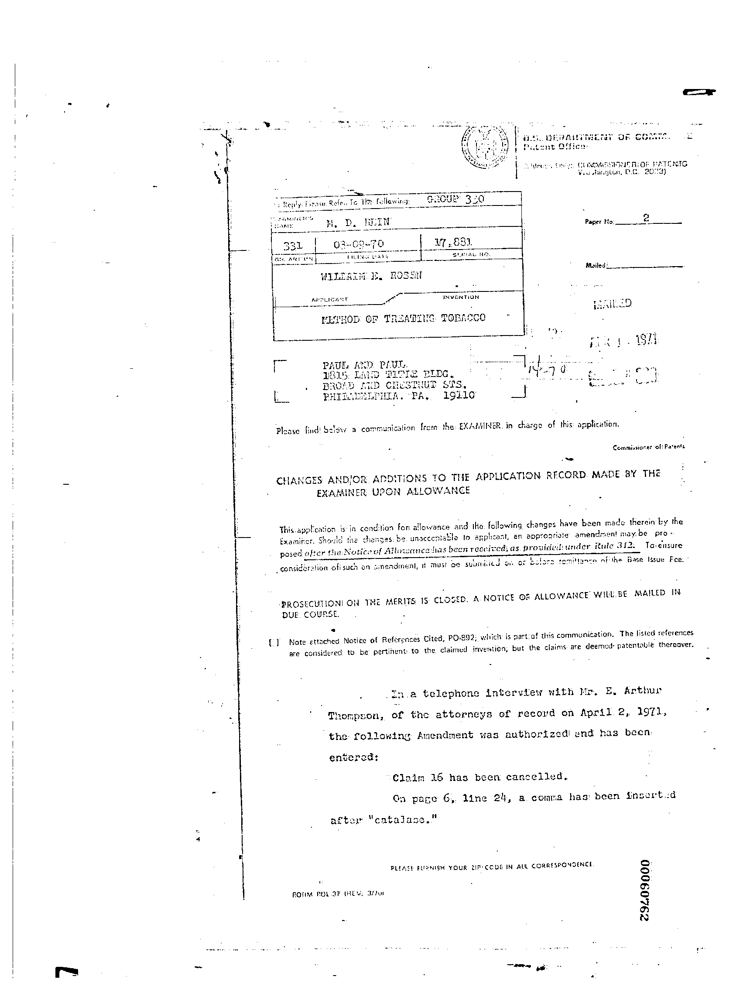 U.S. DEPARTMENT OF COMM E
Patent Office
COMMISSIONER OF PATENTS
Washington, D.C. 20231
Reply Please Refer To The following: GROUP 330
EXAMINER'S NAME M. D. REIN
Paper No. 2
331 03-09-70 17,881
FILING DATE SERIAL NO.
Mailed
WILLIAM E. ROSEN
APPLICANT INVENTION
MAILED
METHOD OF TREATING TOBACCO
1971
PAUL AND PAUL
1815 LAND TITLE BLDG.
BROAD AND CHESTNUT STS.
PHILADELPHIA. PA. 19110
Please find below a communication from the EXAMINER in charge of this application.
Commissioner of Patents
CHANGES AND/OR ADDITIONS TO THE APPLICATION RECORD MADE BY THE
EXAMINER UPON ALLOWANCE
This application is in condition for allowance and the following changes have been made therein by the
Examiner. Should the changes be unacceptable to applicant, an appropriate amendment may be pro -
posed after the Notice of Allowance has been received, as provided under Rule 312. To ensure
consideration of such an amendment, it must be submitted on or before remittance of the Base Issue Fee.
PROSECUTION ON THE MERITS IS CLOSED. A NOTICE OF ALLOWANCE WILL BE MAILED IN
DUE COURSE.
[ ] Note attached Notice of References Cited, PO-892, which is part of this communication. The listed references
are considered to be pertinent to the claimed invention, but the claims are deemed patentable thereover.
In a telephone interview with Mr. E. Arthur
Thompson, of the attorneys of record on April 2, 1971,
the following Amendment was authorized and has been
entered:
Claim 16 has been cancelled.
On page 6, line 24, a comma has been inserted
after "catalase."
PLEASE FURNISH YOUR ZIP CODE IN ALL CORRESPONDENCE
FORM POL 37 (REV. 3/70)
00060762